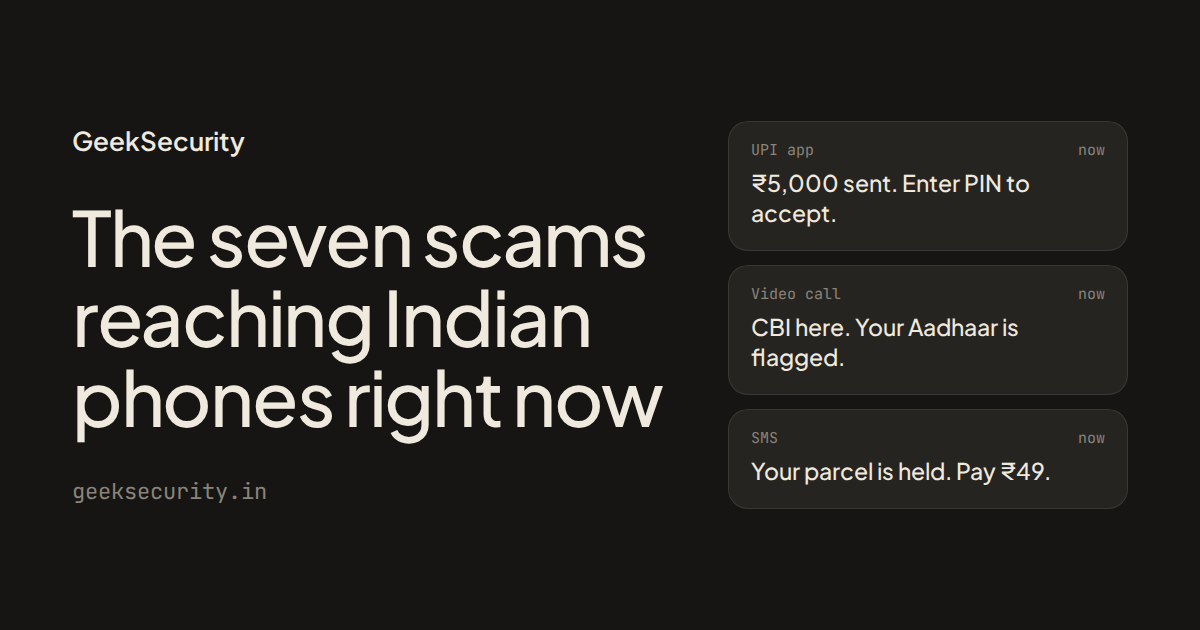 GeekSecurity
The seven scams
reaching Indian
phones right now
geeksecurity.in
UPI app now
₹5,000 sent. Enter PIN to
accept.
Video call now
CBI here. Your Aadhaar is
flagged.
SMS now
Your parcel is held. Pay ₹49.